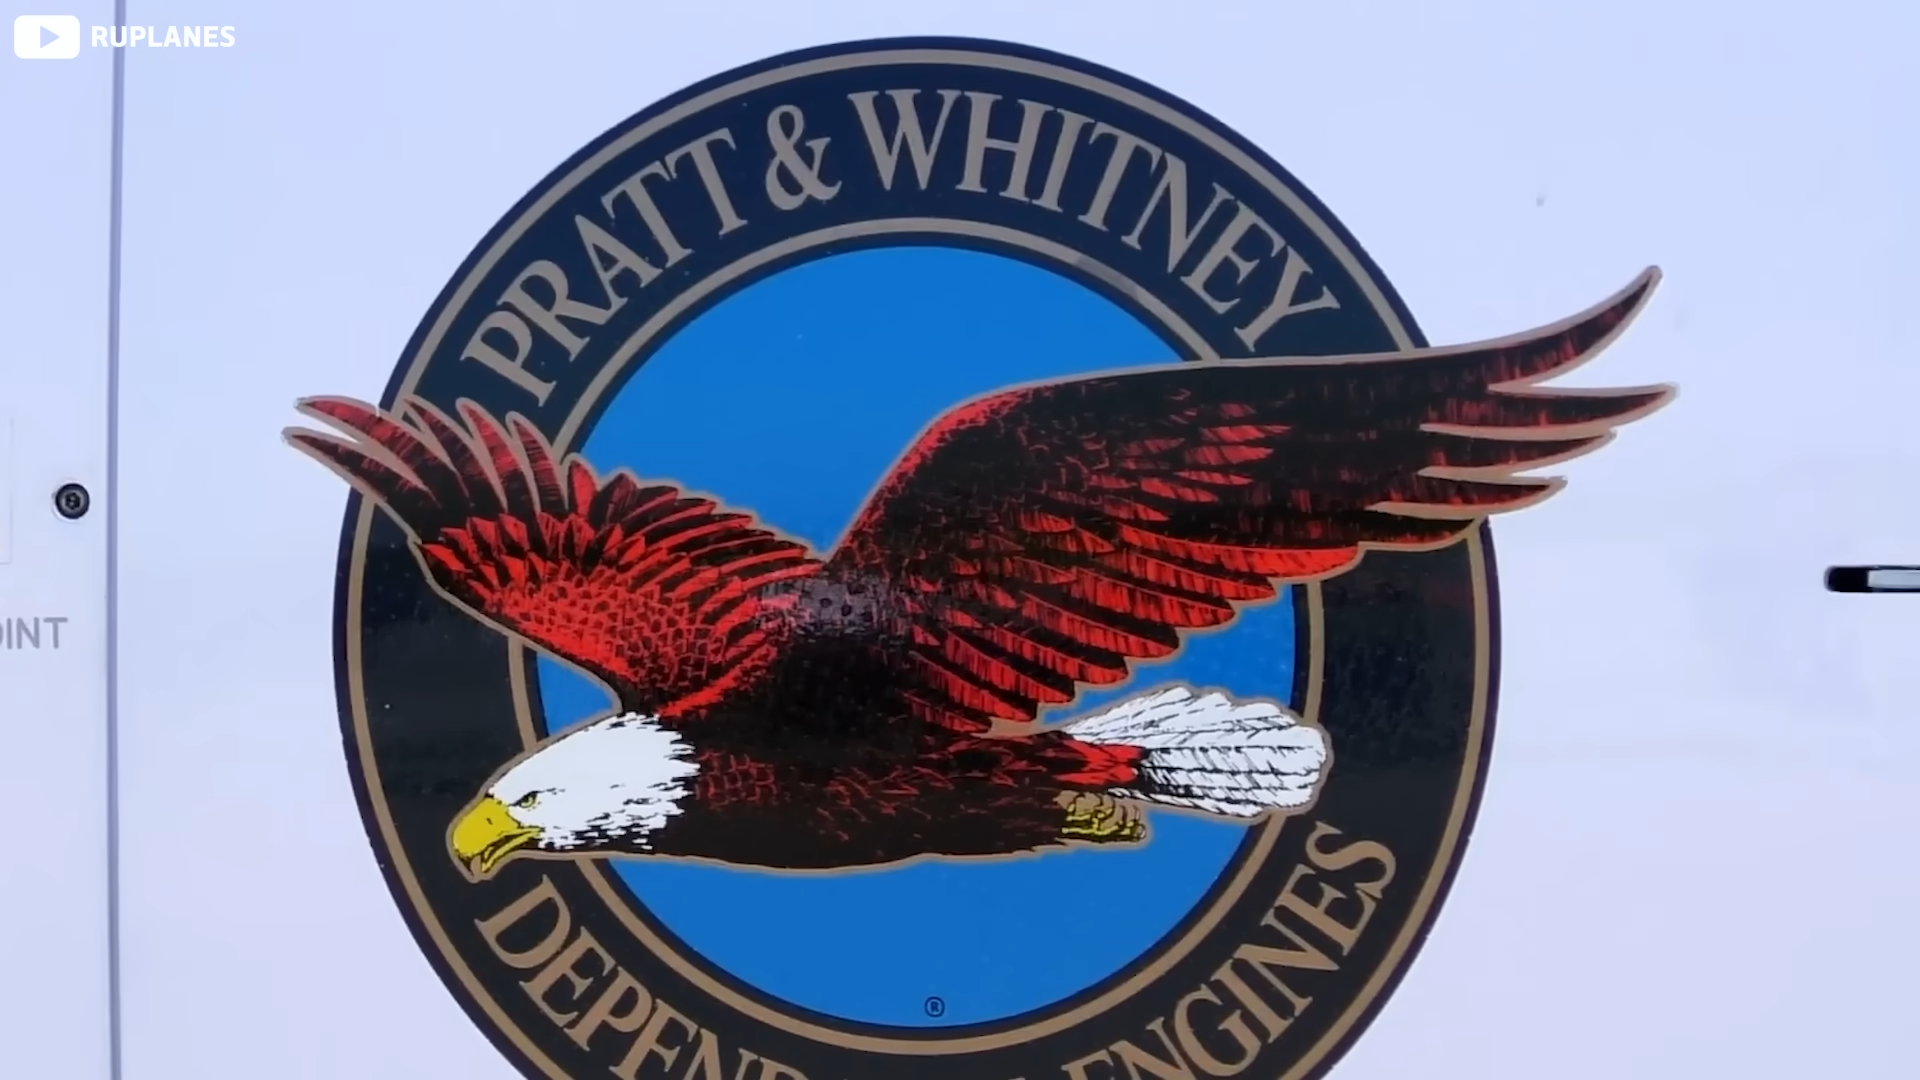 RUPLANES
PRATT & WHITNEY
OINT
®
ENGINES